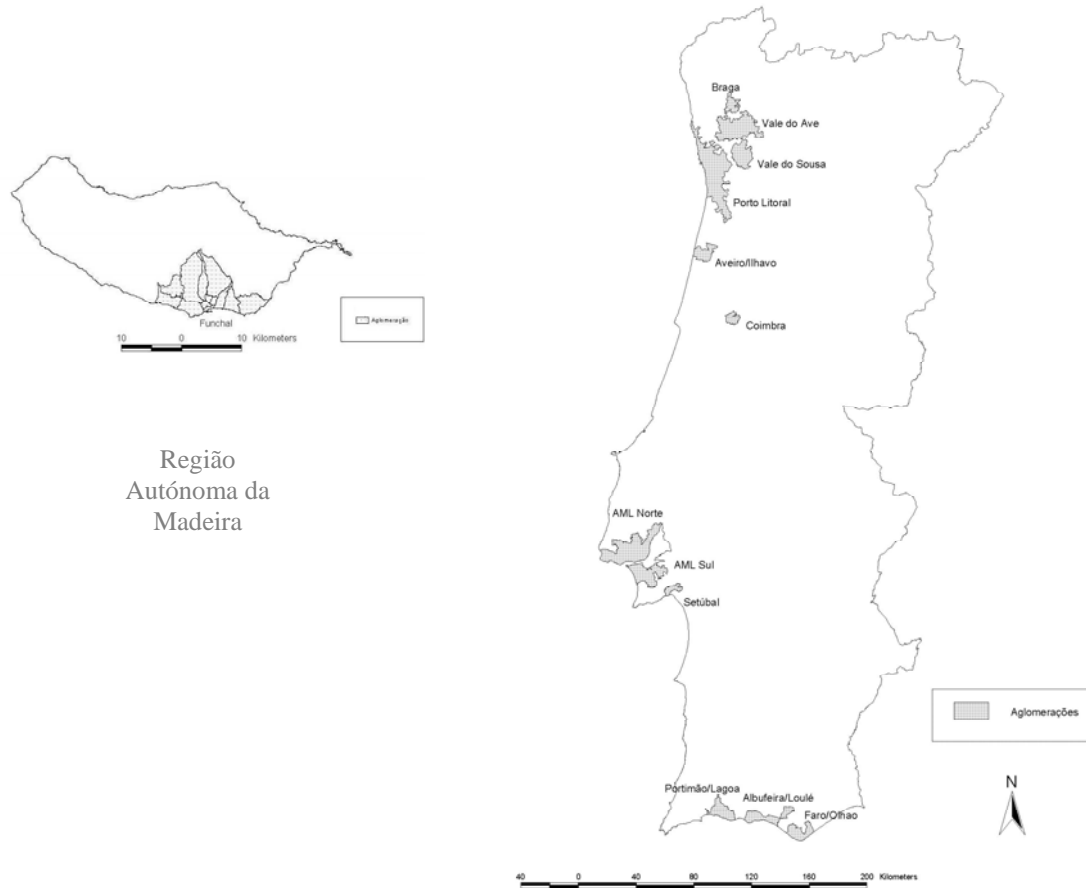 Funchal
10 0 10 Kilometers
Aglomeração
Região
Autónoma da
Madeira
Braga
Vale do Ave
Vale do Sousa
Porto Litoral
Aveiro/Ilhavo
Coimbra
AML Norte
AML Sul
Setúbal
Aglomerações
N
Portimão/Lagoa
Albufeira/Loulé
Faro/Olhao
40 0 40 80 120 160 200 Kilometers